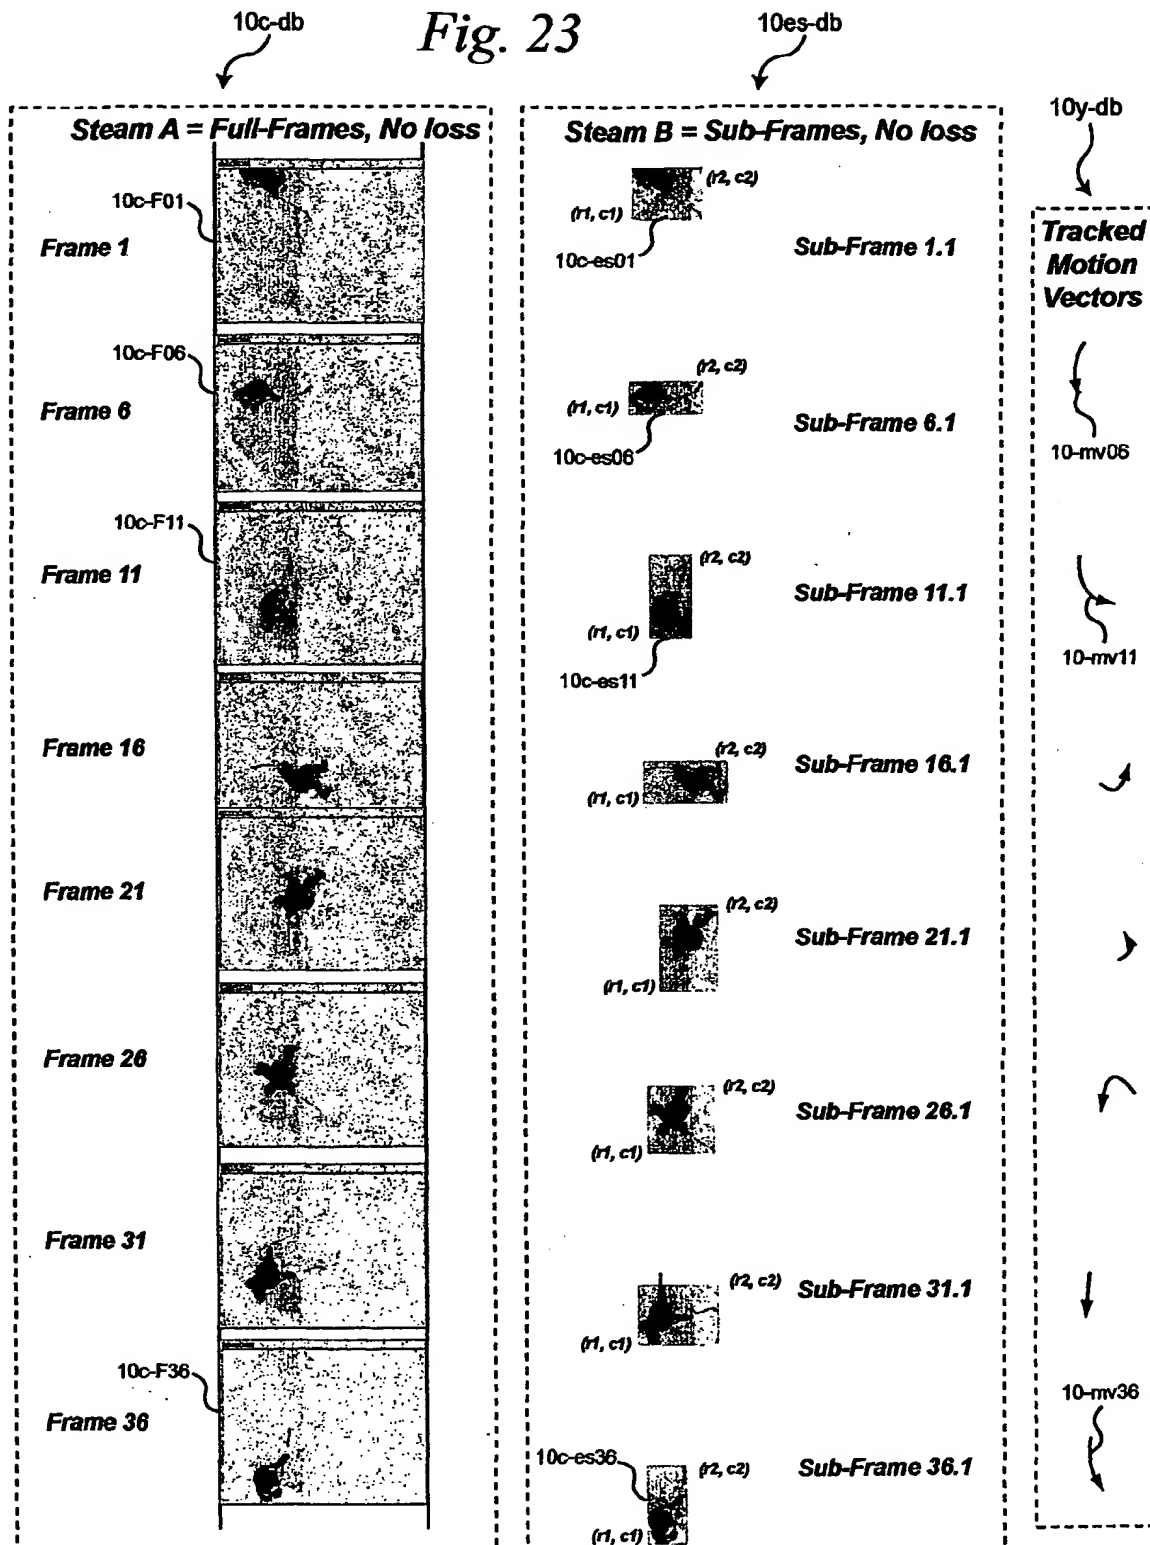 Fig. 23
10c-db
10es-db
10y-db
Steam A = Full-Frames, No loss
10c-F01
Frame 1
10c-F06
Frame 6
10c-F11
Frame 11
Frame 16
Frame 21
Frame 26
Frame 31
10c-F36
Frame 36
Steam B = Sub-Frames, No loss
(r2, c2)
(r1, c1)
10c-es01
Sub-Frame 1.1
(r2, c2)
(r1, c1)
10c-es06
Sub-Frame 6.1
(r2, c2)
(r1, c1)
10c-es11
Sub-Frame 11.1
(r2, c2)
(r1, c1)
Sub-Frame 16.1
(r2, c2)
(r1, c1)
Sub-Frame 21.1
(r2, c2)
(r1, c1)
Sub-Frame 26.1
(r2, c2)
(r1, c1)
Sub-Frame 31.1
10c-es36
(r2, c2)
(r1, c1)
Sub-Frame 36.1
Tracked
Motion
Vectors
10-mv06
10-mv11
10-mv36